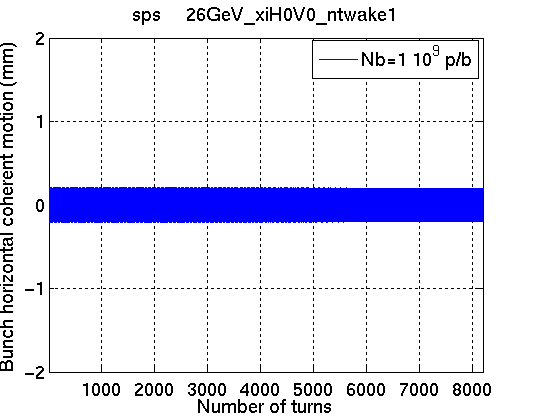 sps 26GeV_xiH0V0_ntwake1
Nb=1 10^9 p/b
Bunch horizontal coherent motion (mm)
2
1
0
−1
−2
1000 2000 3000 4000 5000 6000 7000 8000
Number of turns